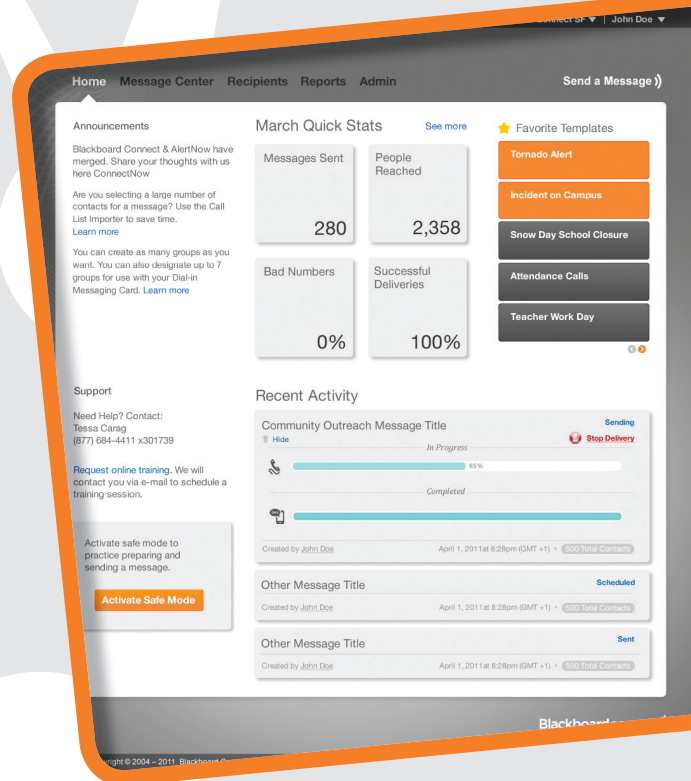 Connect SF ▼ | John Doe ▼
Home Message Center Recipients Reports Admin
Send a Message
Announcements
Blackboard Connect & AlertNow have
merged. Share your thoughts with us
here ConnectNow
Are you selecting a large number of
contacts for a message? Use the Call
List Importer to save time.
Learn more
You can create as many groups as you
want. You can also designate up to 7
groups for use with your Dial-in
Messaging Card. Learn more
March Quick Stats
See more
Messages Sent
280
People
Reached
2,358
Bad Numbers
0%
Successful
Deliveries
100%
Favorite Templates
Tornado Alert
Incident on Campus
Snow Day School Closure
Attendance Calls
Teacher Work Day
Support
Need Help? Contact:
Tessa Carag
(877) 684-4411 x301739
Request online training. We will
contact you via e-mail to schedule a
training session.
Activate safe mode to
practice preparing and
sending a message.
Activate Safe Mode
Recent Activity
Community Outreach Message Title
Sending
Hide
Stop Delivery
In Progress
65%
Completed
SMS
Created by John Doe
April 1, 2011at 8:28pm (GMT +1) • 500 Total Contacts
Other Message Title
Scheduled
Created by John Doe
April 1, 2011at 8:28pm (GMT +1) • 500 Total Contacts
Other Message Title
Sent
Created by John Doe
April 1, 2011at 8:28pm (GMT +1) • 500 Total Contacts
Blackboard
© 2004 – 2011. Blackboard